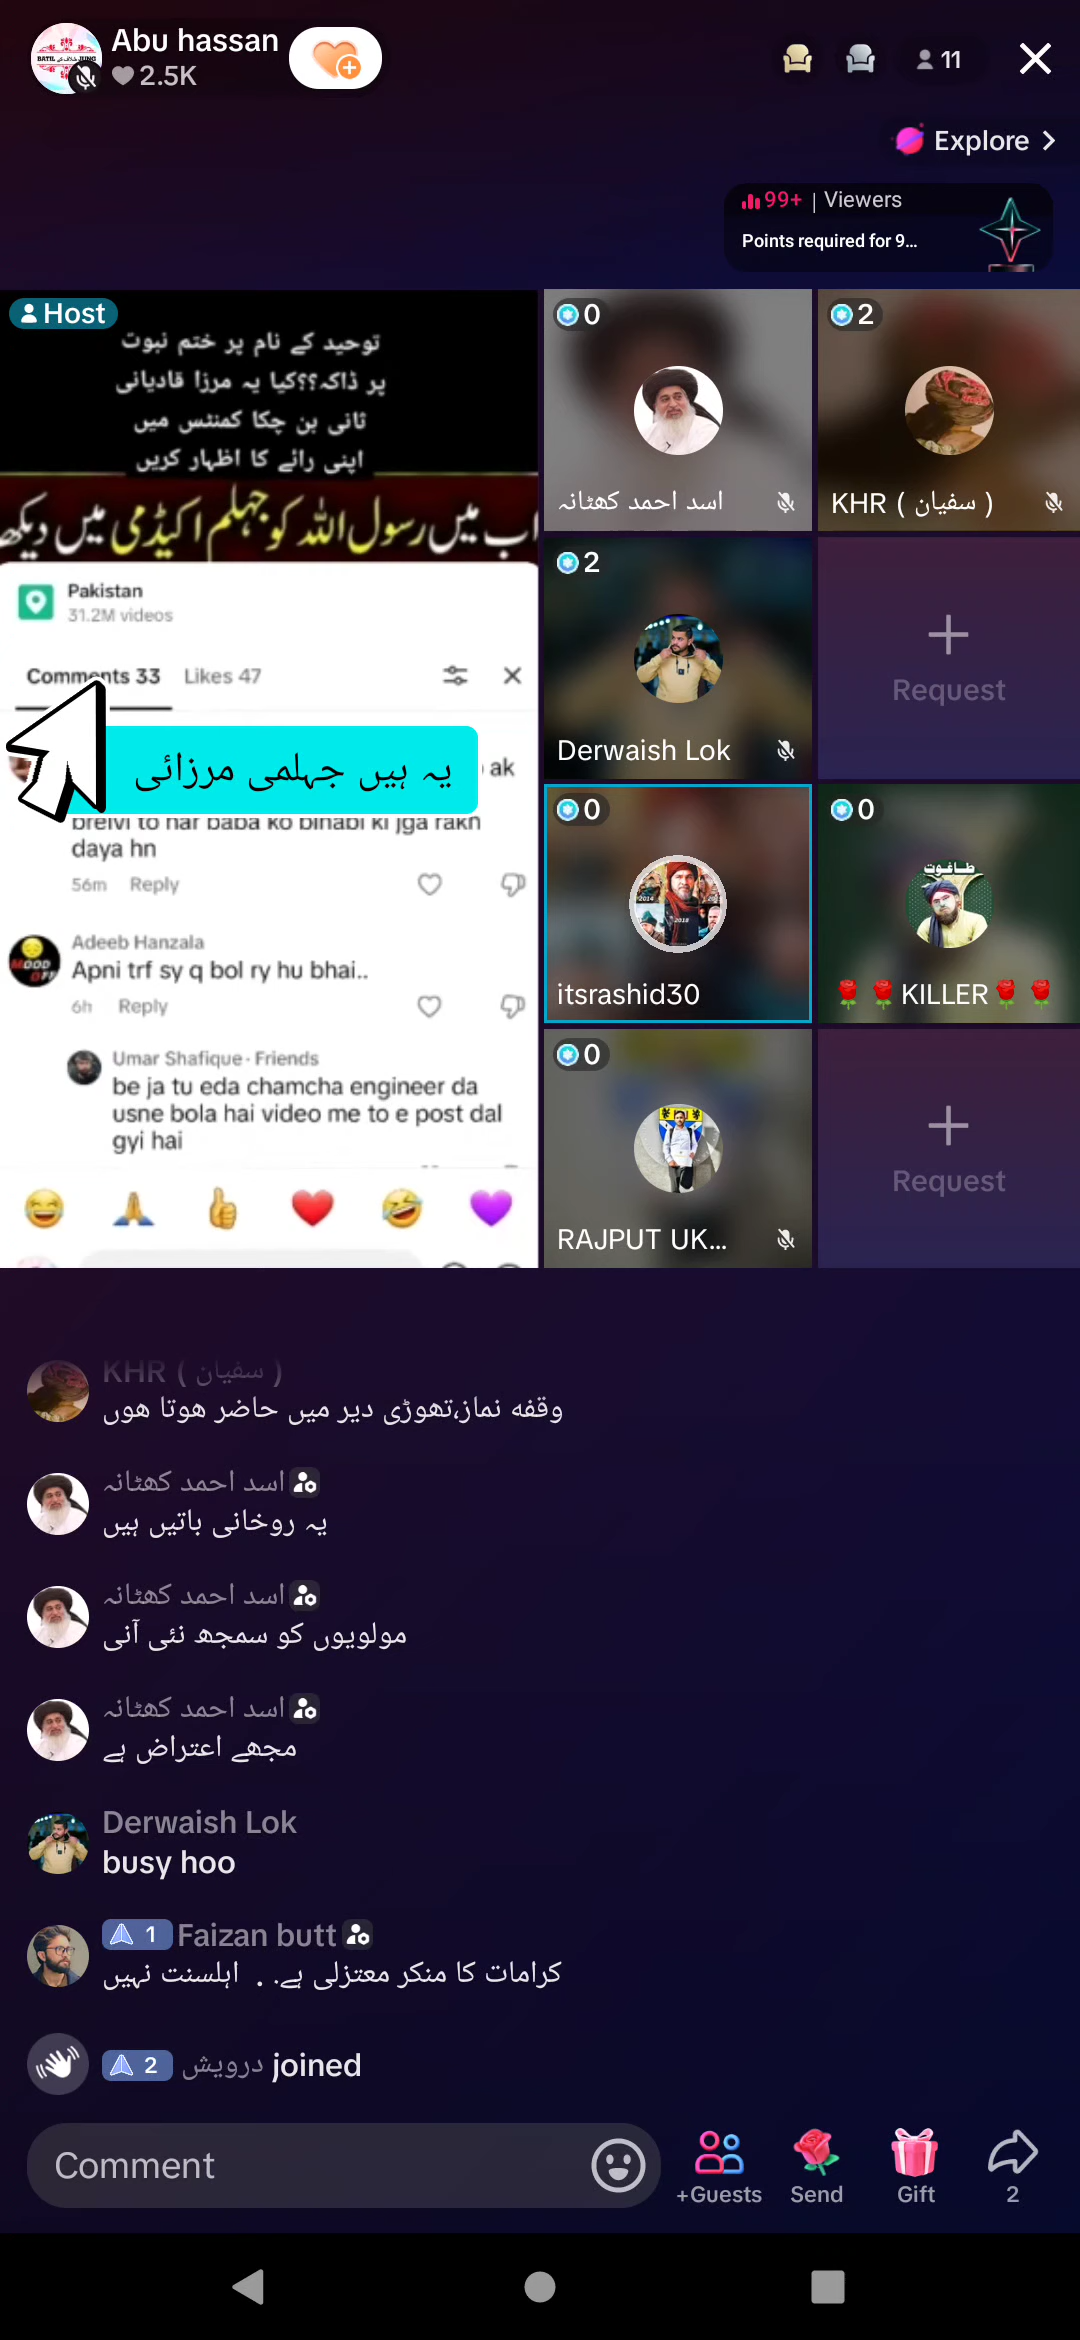 Abu hassan
2.5K
11
Explore
99+ | Viewers
Points required for 9...
Host
توحید کے نام پر ختم نبوت
پر ڈاکہ؟؟کیا یہ مرزا قادیانی
ثانی بن چکا کمنٹس میں
اپنی رائے کا اظہار کریں
اب میں رسول اللہ کو جہلم اکیڈمی میں دیکھ
Pakistan
31.2M videos
Comments 33
Likes 47
یہ ہیں جہلمی مرزائی
ak
brelvi to har baba ko binabi ki jga rakh
daya hn
56m Reply
Adeeb Hanzala
Apni trf sy q bol ry hu bhai..
6h Reply
Umar Shafique · Friends
be ja tu eda chamcha engineer da
usne bola hai video me to e post dal
gyi hai
0
اسد احمد کھٹانہ
2
KHR ( سفیان )
2
Derwaish Lok
+
Request
0
2014
2018
itsrashid30
0
طاغوت
🌹🌹KILLER🌹🌹
0
RAJPUT UK...
+
Request
KHR ( سفیان )
وقفه نماز،تھوڑی دیر میں حاضر ھوتا ھوں
اسد احمد کھٹانہ
یہ روخانی باتیں ہیں
اسد احمد کھٹانہ
مولویوں کو سمجھ نئی آنی
اسد احمد کھٹانہ
مجھے اعتراض ہے
Derwaish Lok
busy hoo
1 Faizan butt
کرامات کا منکر معتزلی ہے. . اہلسنت نہیں
2 درویش joined
Comment
+Guests
Send
Gift
2